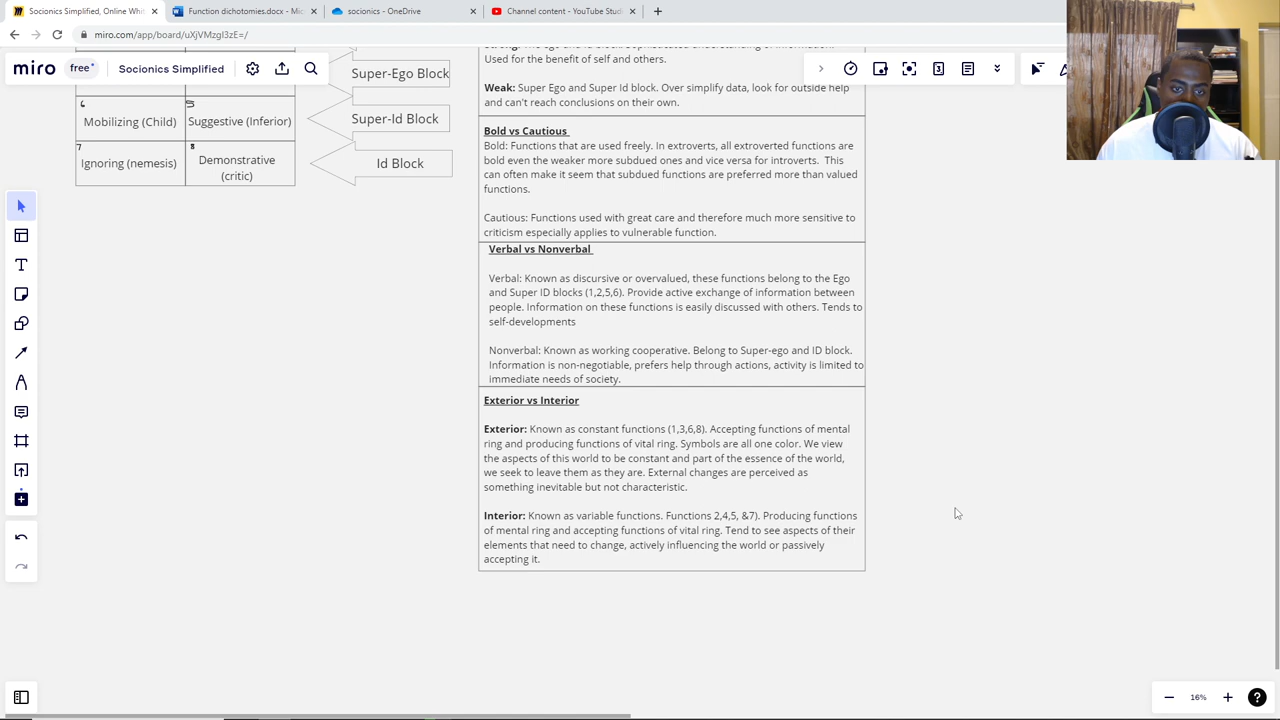 Socionics Simplified, Online Whit
Function dichotomies.docx - Mic
socionics - OneDrive
Channel content - YouTube Stud
miro.com/app/board/uXjVMzgI3zE=/
miro
free
Socionics Simplified
Used for the benefit of self and others.
Weak: Super Ego and Super Id block. Over simplify data, look for outside help
and can't reach conclusions on their own.
Super-Ego Block
6
Mobilizing (Child)
5
Suggestive (Inferior)
Super-Id Block
7
Ignoring (nemesis)
8
Demonstrative
(critic)
Id Block
Bold vs Cautious
Bold: Functions that are used freely. In extroverts, all extroverted functions are
bold even the weaker more subdued ones and vice versa for introverts. This
can often make it seem that subdued functions are preferred more than valued
functions.
Cautious: Functions used with great care and therefore much more sensitive to
criticism especially applies to vulnerable function.
Verbal vs Nonverbal
Verbal: Known as discursive or overvalued, these functions belong to the Ego
and Super ID blocks (1,2,5,6). Provide active exchange of information between
people. Information on these functions is easily discussed with others. Tends to
self-developments
Nonverbal: Known as working cooperative. Belong to Super-ego and ID block.
Information is non-negotiable, prefers help through actions, activity is limited to
immediate needs of society.
Exterior vs Interior
Exterior: Known as constant functions (1,3,6,8). Accepting functions of mental
ring and producing functions of vital ring. Symbols are all one color. We view
the aspects of this world to be constant and part of the essence of the world,
we seek to leave them as they are. External changes are perceived as
something inevitable but not characteristic.
Interior: Known as variable functions. Functions 2,4,5, &7). Producing functions
of mental ring and accepting functions of vital ring. Tend to see aspects of their
elements that need to change, actively influencing the world or passively
accepting it.
16%